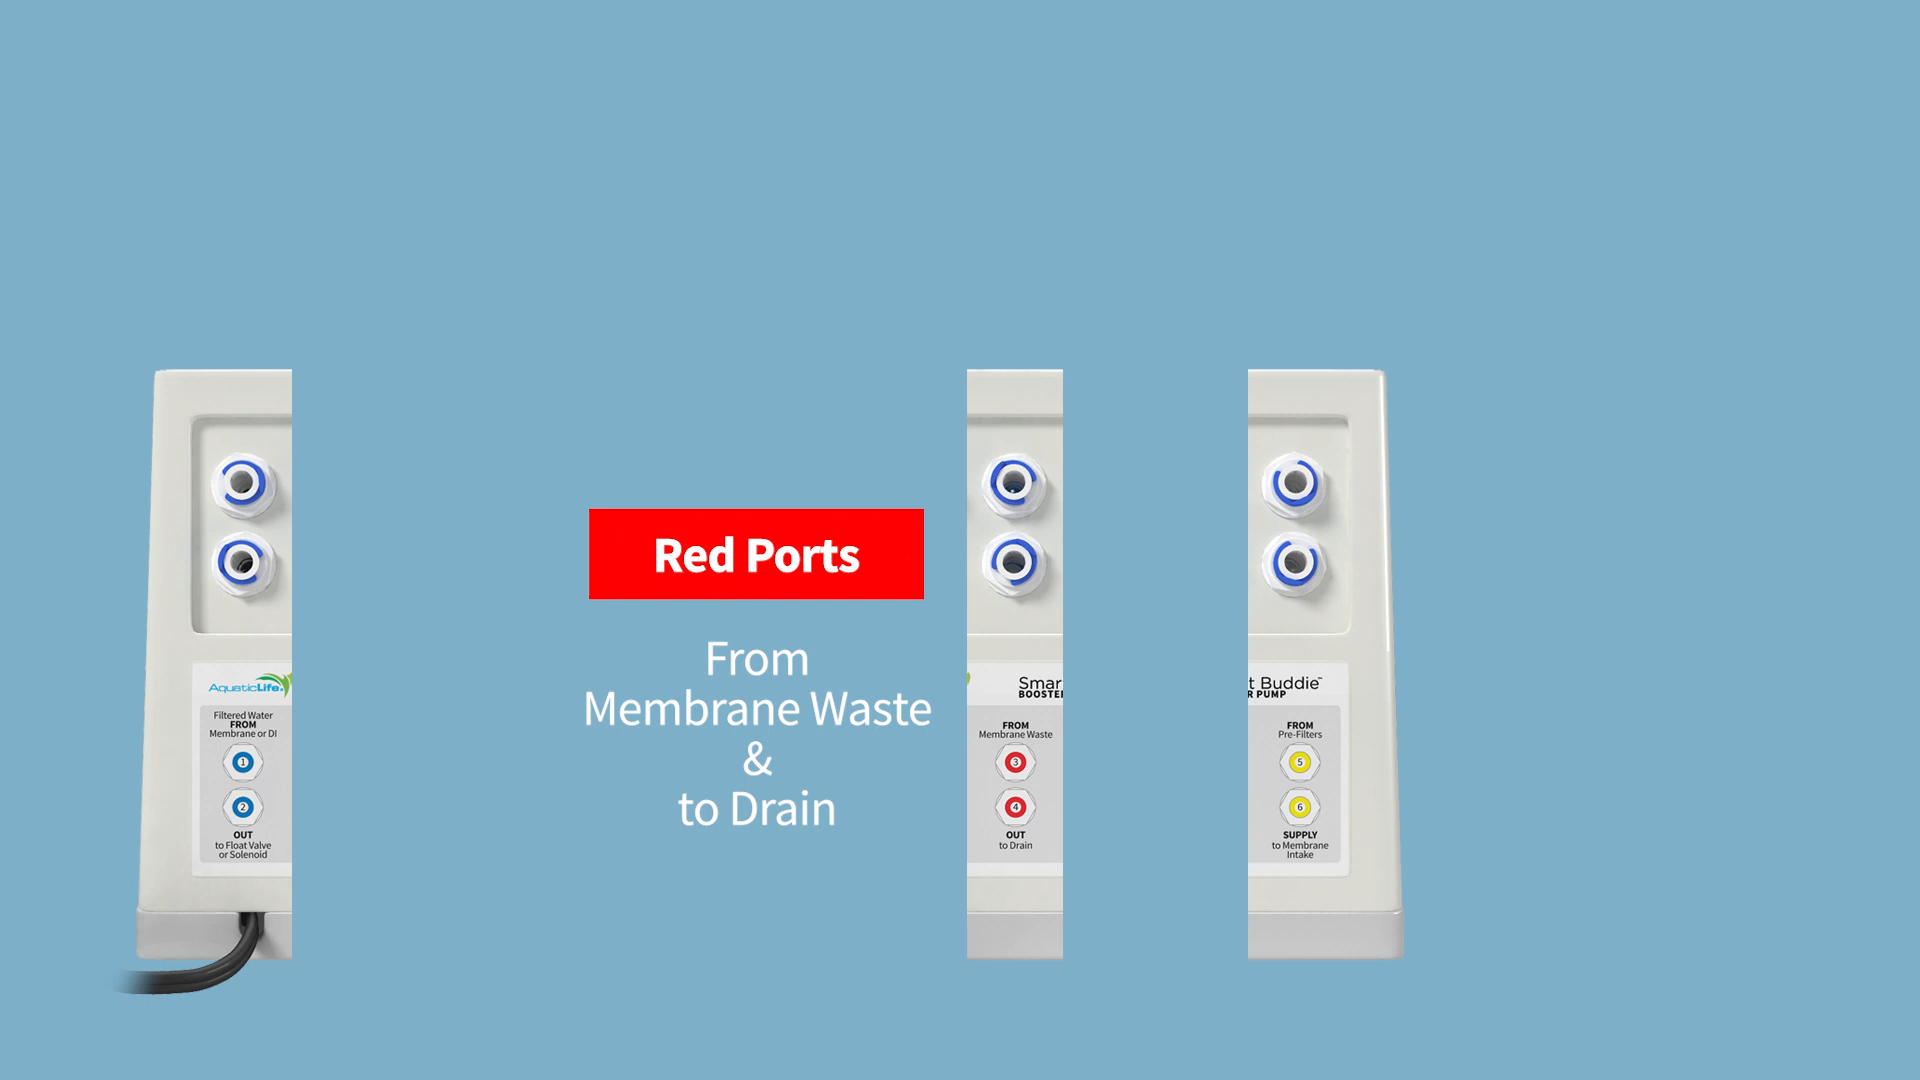 Red Ports
From
Membrane Waste
&
to Drain
AquaticLife
Filtered Water
FROM
Membrane or DI
1
2
OUT
to Float Valve
or Solenoid
Smar
BOOSTE
FROM
Membrane Waste
3
4
OUT
to Drain
t Buddie™
R PUMP
FROM
Pre-Filters
5
6
SUPPLY
to Membrane
Intake